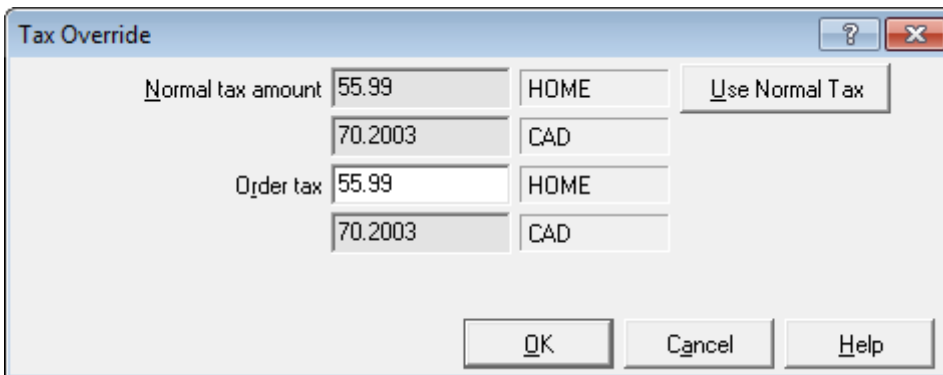 Tax Override
Normal tax amount 55.99 HOME Use Normal Tax
70.2003 CAD
Order tax 55.99 HOME
70.2003 CAD
OK Cancel Help